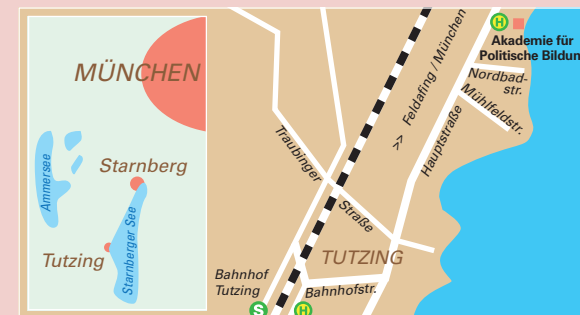 MÜNCHEN
Ammersee
Starnberg
Tutzing
Starnberger See
H
Akademie für
Politische Bildun
Nordbad-
str.
Mühlfeldstr.
>> Feldafing / München
Hauptstraße
Traubinger
Straße
TUTZING
Bahnhof
Tutzing
Bahnhofstr.
S
H